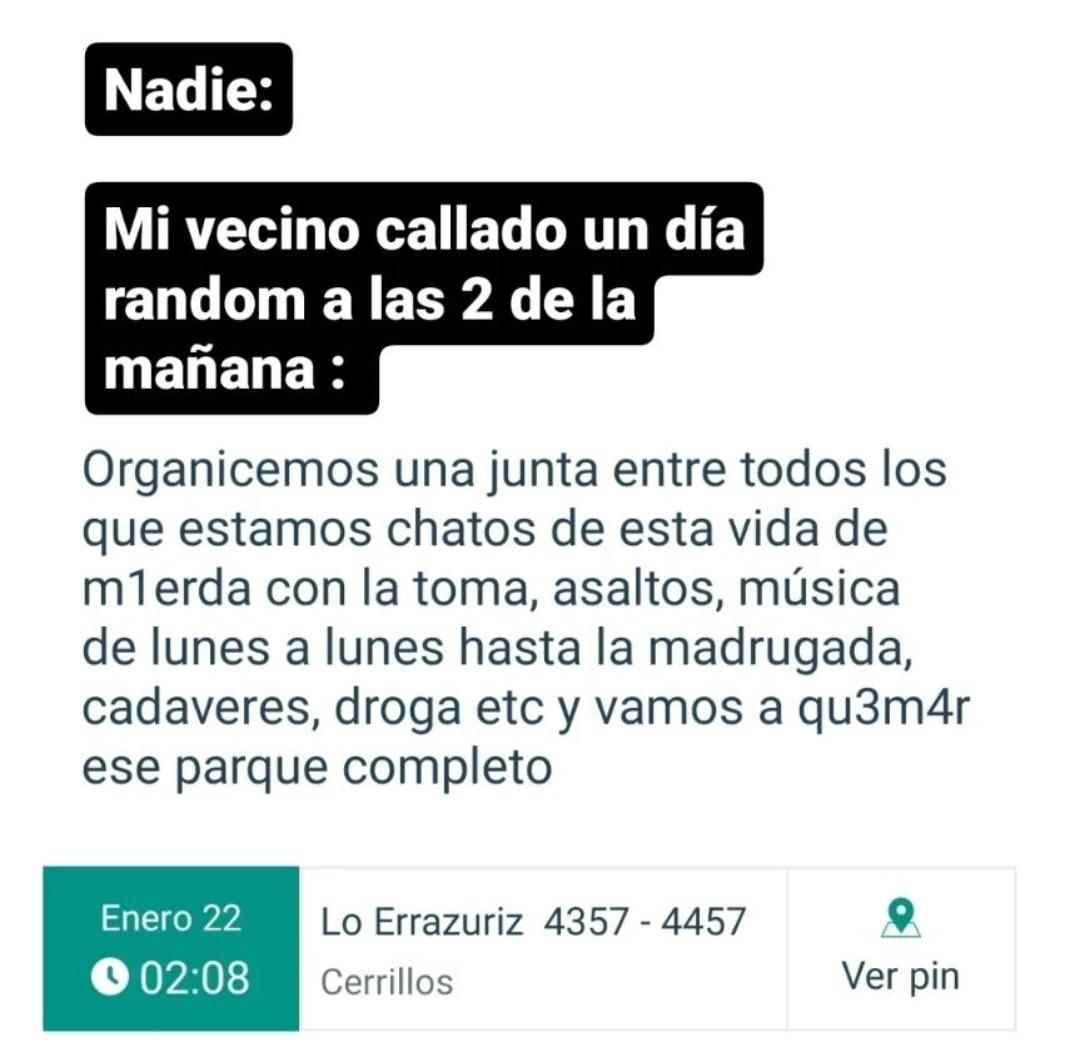 Nadie:
Mi vecino callado un día
random a las 2 de la
mañana :
Organicemos una junta entre todos los
que estamos chatos de esta vida de
m1erda con la toma, asaltos, música
de lunes a lunes hasta la madrugada,
cadaveres, droga etc y vamos a qu3m4r
ese parque completo
Enero 22
02:08
Lo Errazuriz 4357 - 4457
Cerrillos
Ver pin